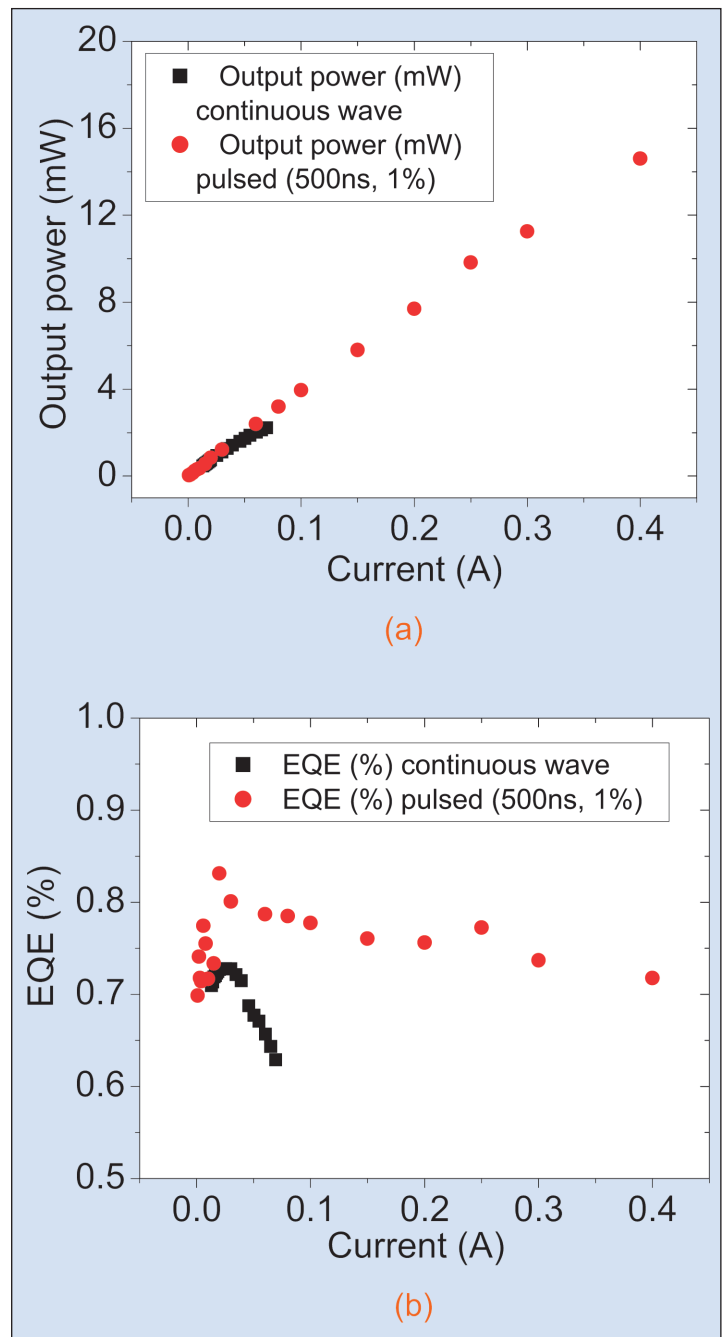 20
16
12
8
4
0
Output power (mW)
Output power (mW)
continuous wave
Output power (mW)
pulsed (500ns, 1%)
0.0 0.1 0.2 0.3 0.4
Current (A)
(a)
1.0
0.9
0.8
0.7
0.6
0.5
EQE (%)
EQE (%) continuous wave
EQE (%) pulsed (500ns, 1%)
0.0 0.1 0.2 0.3 0.4
Current (A)
(b)